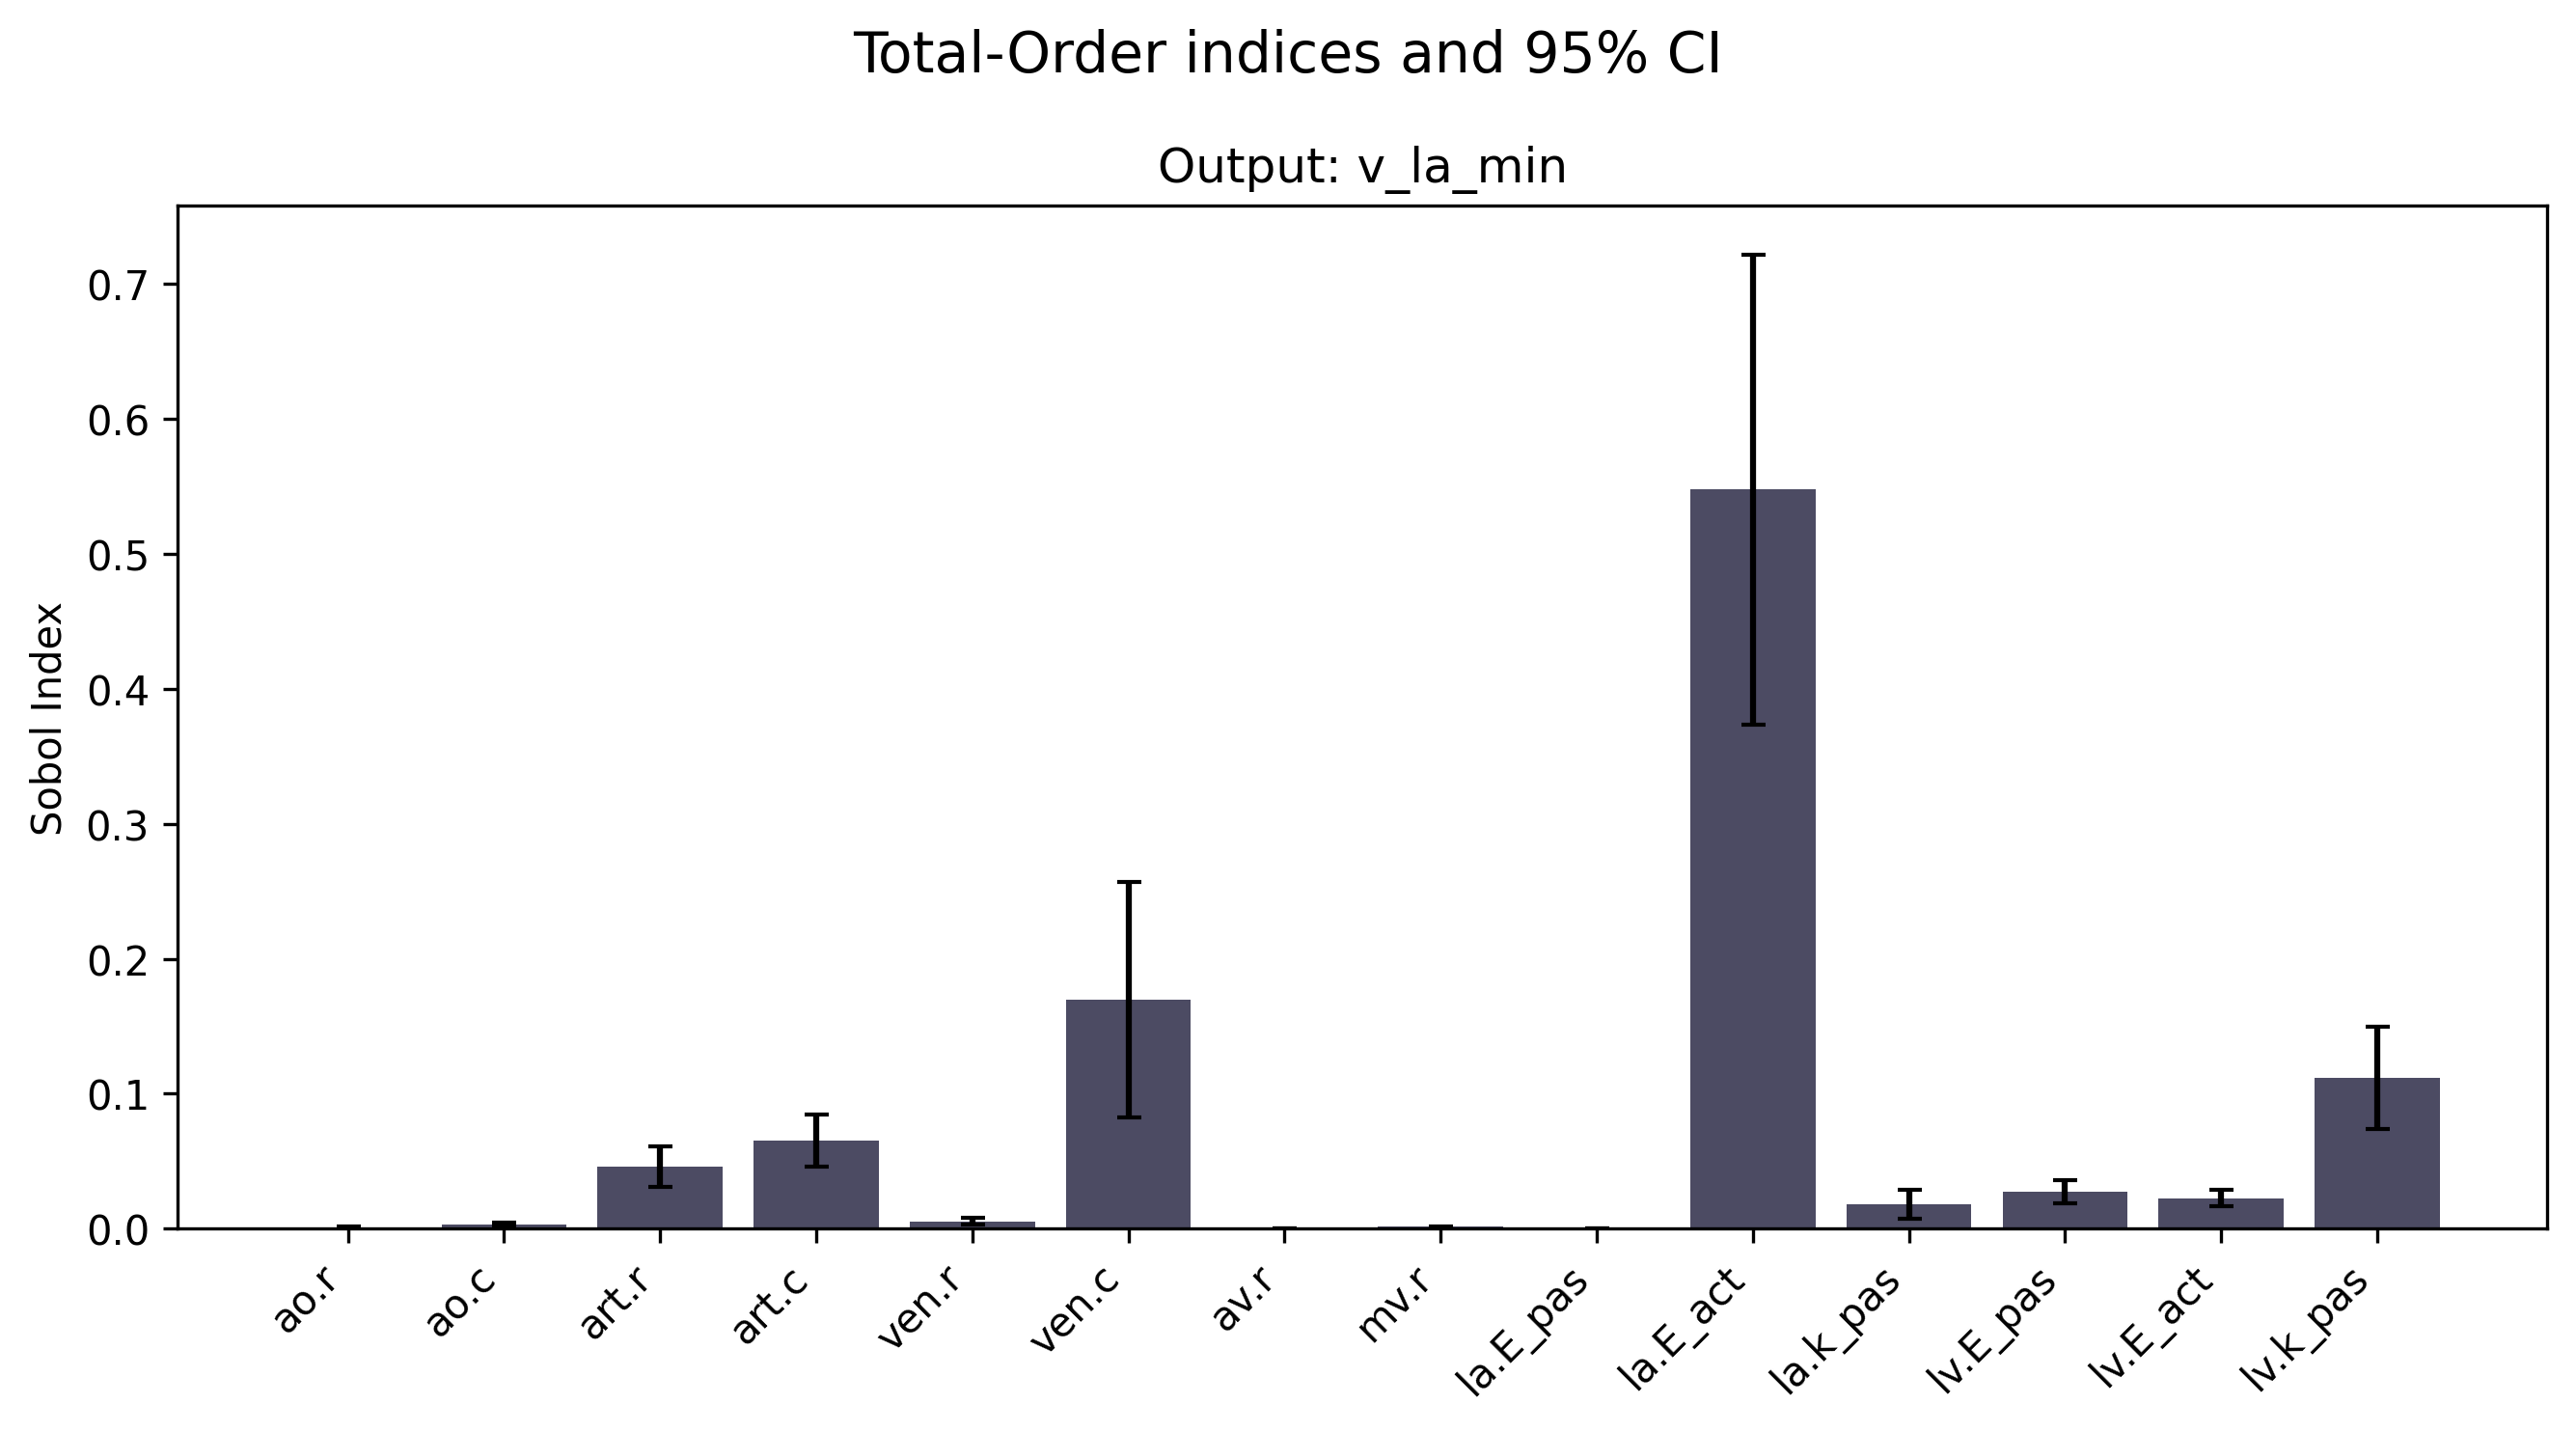 Total-Order indices and 95% CI
Output: v_la_min
Sobol Index
0.7
0.6
0.5
0.4
0.3
0.2
0.1
0.0
ao.r
ao.c
art.r
art.c
ven.r
ven.c
av.r
mv.r
la.E_pas
la.E_act
la.k_pas
lv.E_pas
lv.E_act
lv.k_pas